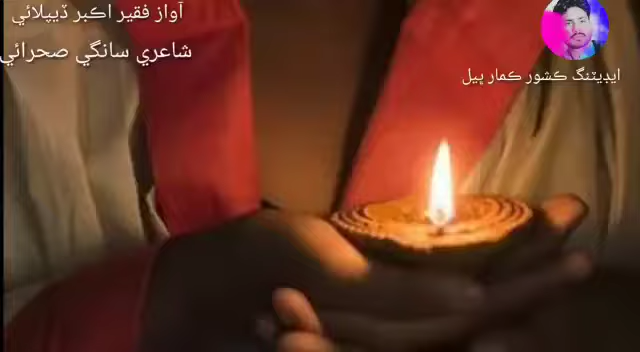 آواز فقير اڪبر ڏيپلائي
شاعري سانگي صحرائي
ايڊيٽنگ ڪشور ڪمار ڀيل